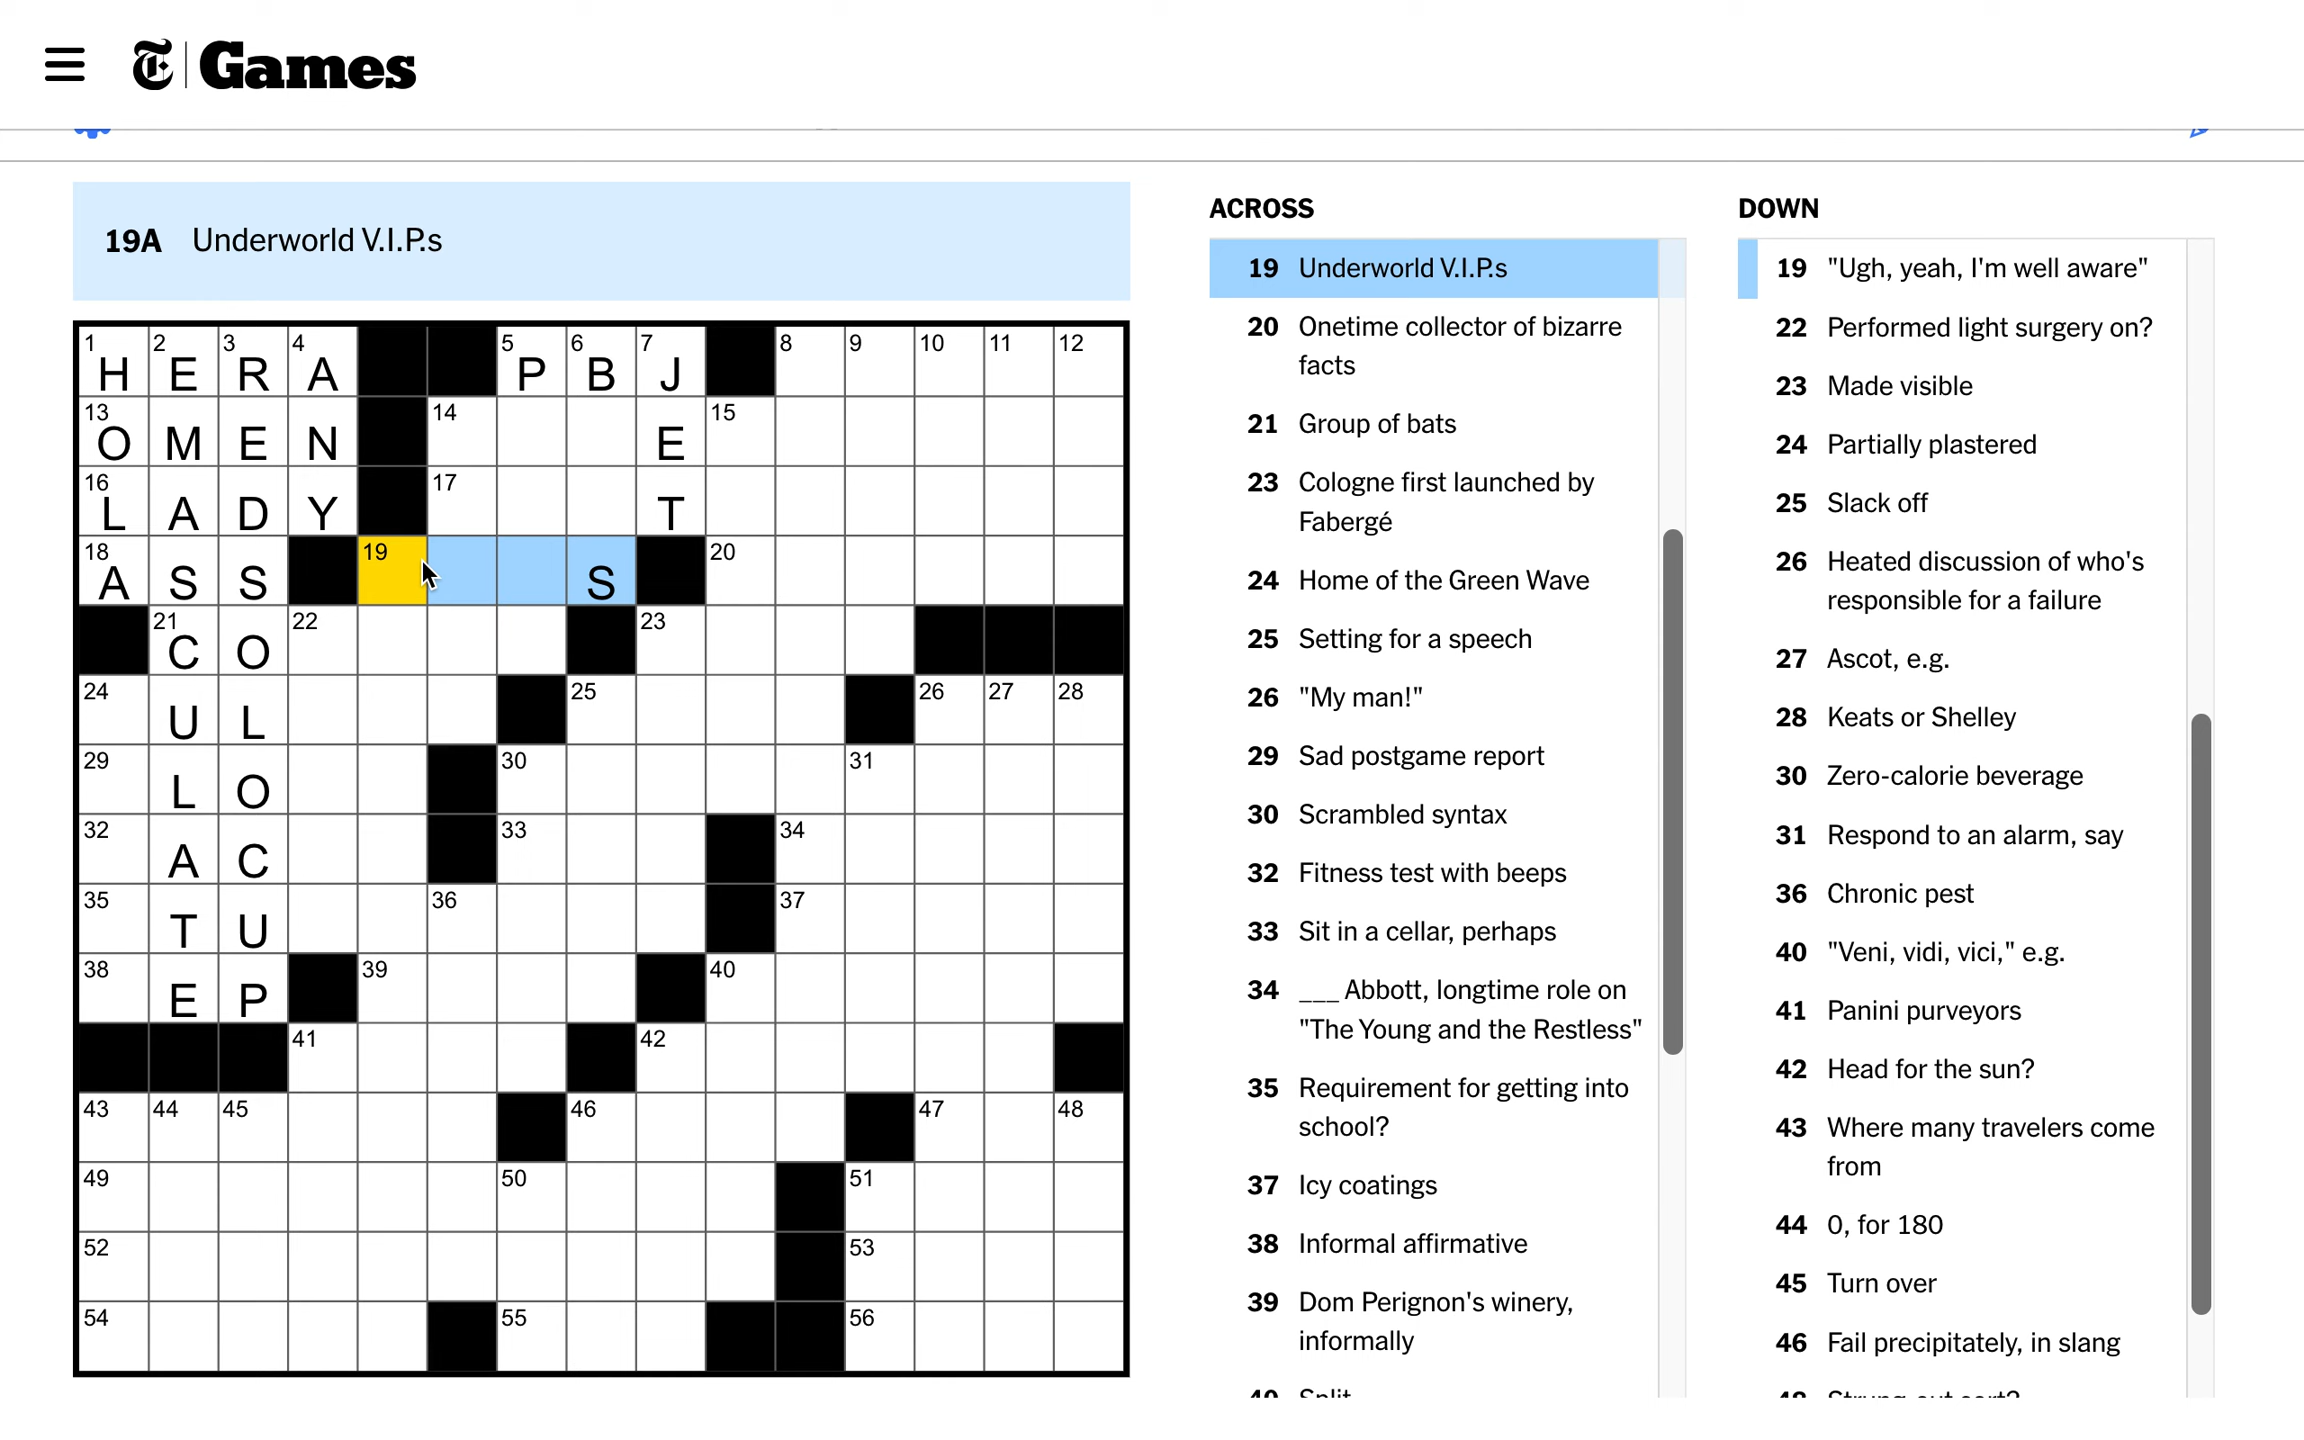 T Games
19A Underworld V.I.P.s
1 2 3 4 5 6 7 8 9 10 11 12
H E R A P B J
13 14 15
O M E N E
16 17
L A D Y T
18 19 20
A S S S
21 22 23
C O
24 25 26 27 28
U L
29 30 31
L O
32 33 34
A C
35 36 37
T U
38 39 40
E P
41 42
43 44 45 46 47 48
49 50 51
52 53
54 55 56
ACROSS
19 Underworld V.I.P.s
20 Onetime collector of bizarre
facts
21 Group of bats
23 Cologne first launched by
Fabergé
24 Home of the Green Wave
25 Setting for a speech
26 "My man!"
29 Sad postgame report
30 Scrambled syntax
32 Fitness test with beeps
33 Sit in a cellar, perhaps
34 ___ Abbott, longtime role on
"The Young and the Restless"
35 Requirement for getting into
school?
37 Icy coatings
38 Informal affirmative
39 Dom Perignon's winery,
informally
40 Split
DOWN
19 "Ugh, yeah, I'm well aware"
22 Performed light surgery on?
23 Made visible
24 Partially plastered
25 Slack off
26 Heated discussion of who's
responsible for a failure
27 Ascot, e.g.
28 Keats or Shelley
30 Zero-calorie beverage
31 Respond to an alarm, say
36 Chronic pest
40 "Veni, vidi, vici," e.g.
41 Panini purveyors
42 Head for the sun?
43 Where many travelers come
from
44 0, for 180
45 Turn over
46 Fail precipitately, in slang
48 Strung-out sort?